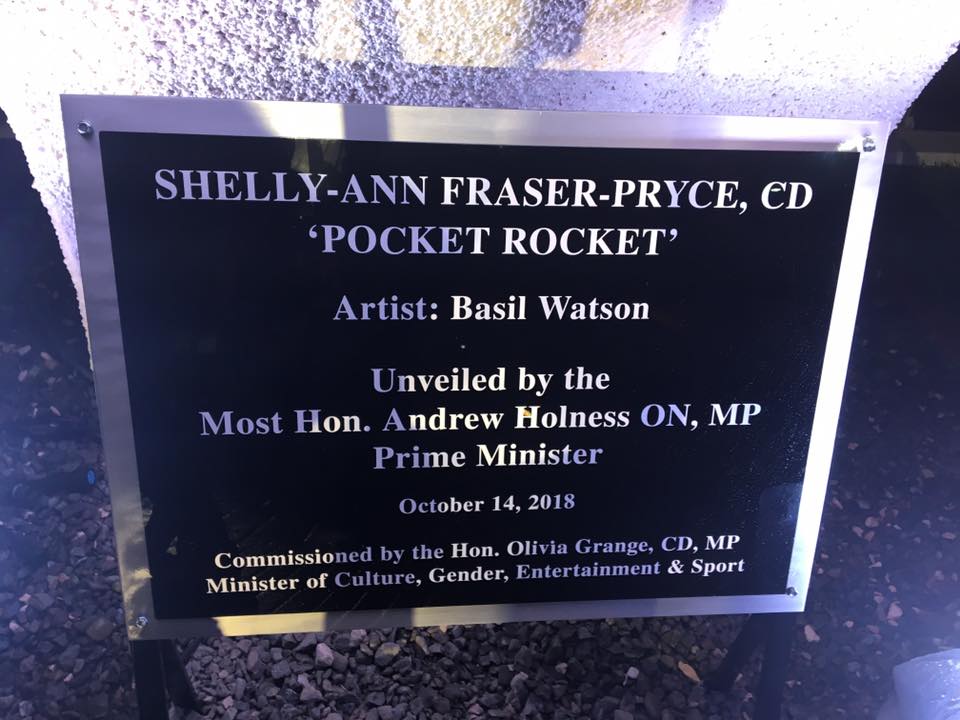 SHELLY-ANN FRASER-PRYCE, CD
‘POCKET ROCKET’
Artist: Basil Watson
Unveiled by the
Most Hon. Andrew Holness ON, MP
Prime Minister
October 14, 2018
Commissioned by the Hon. Olivia Grange, CD, MP
Minister of Culture, Gender, Entertainment & Sport